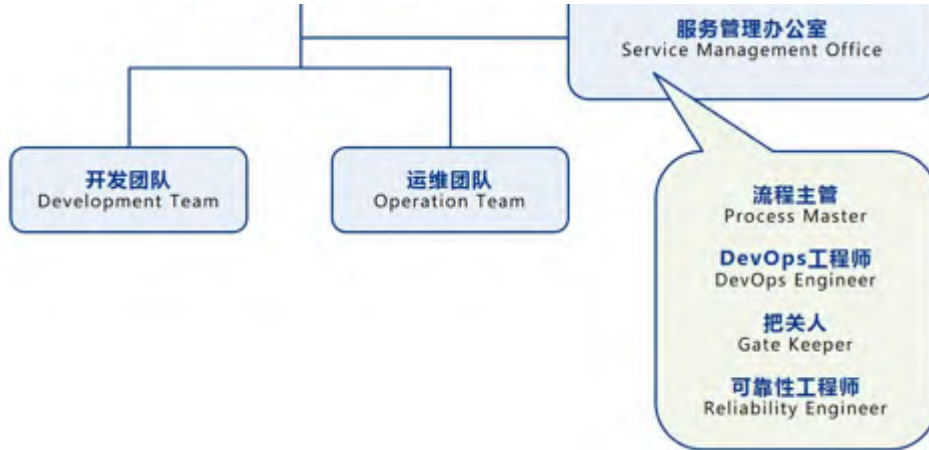 服务管理办公室
Service Management Office
开发团队
Development Team
运维团队
Operation Team
流程主管
Process Master
DevOps工程师
DevOps Engineer
把关人
Gate Keeper
可靠性工程师
Reliability Engineer